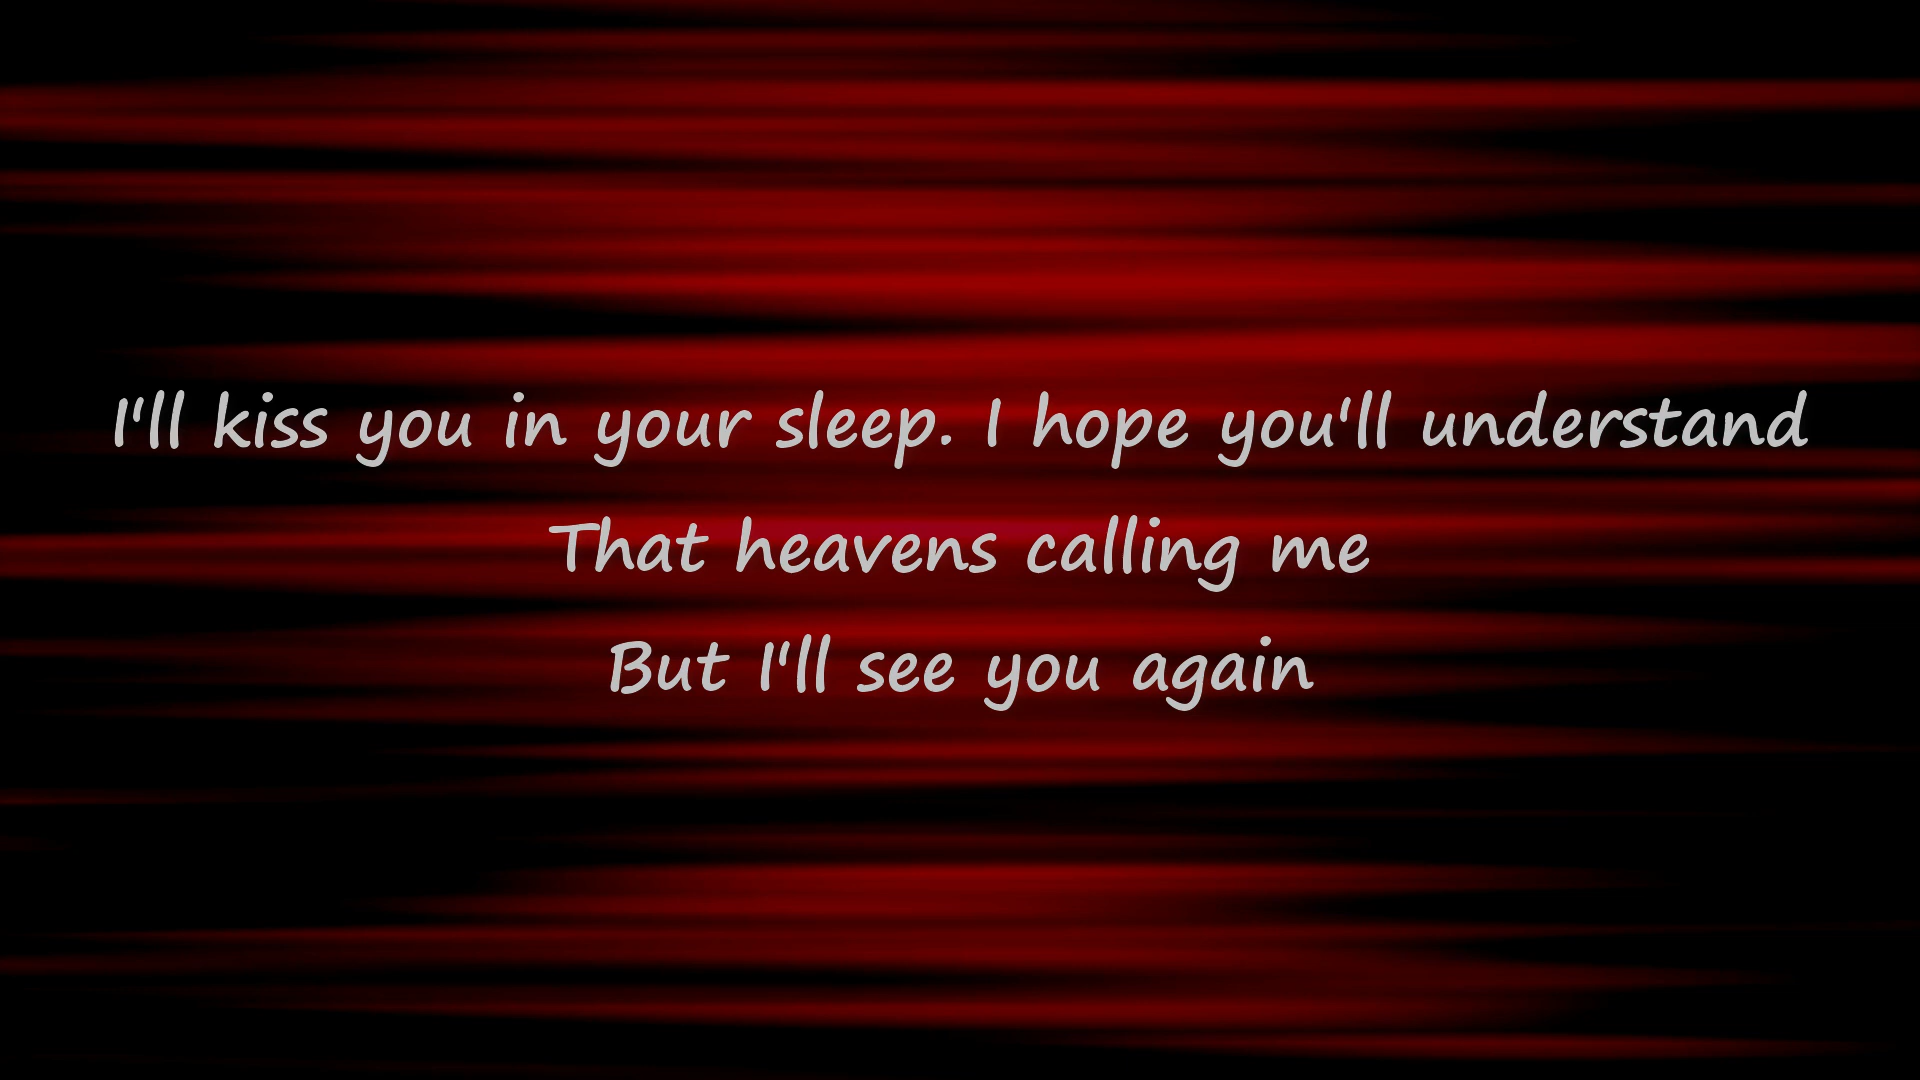 I'll kiss you in your sleep. I hope you'll understand
That heavens calling me
But I'll see you again